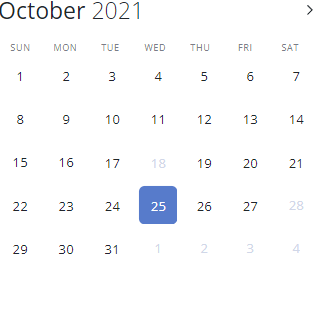 October 2021
SUN MON TUE WED THU FRI SAT
1 2 3 4 5 6 7
8 9 10 11 12 13 14
15 16 17 18 19 20 21
22 23 24 25 26 27 28
29 30 31 1 2 3 4